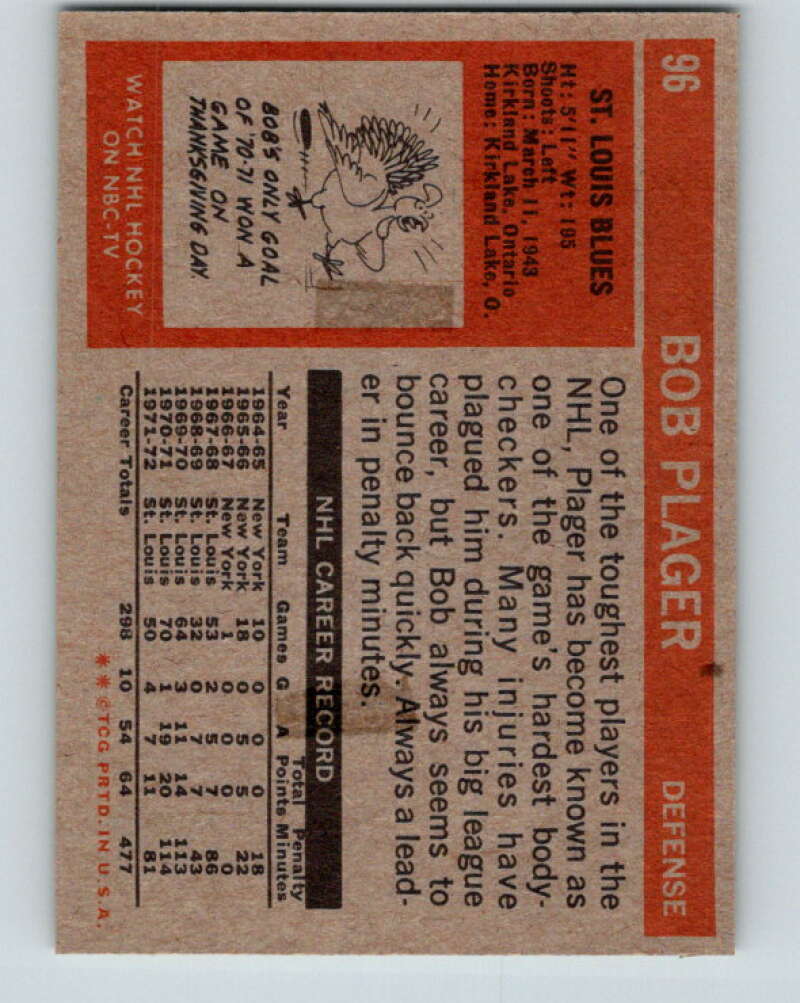 96
BOB PLAGER
DEFENSE
ST. LOUIS BLUES
Ht: 5'11" Wt: 195
Shoots: Left
Born: March 11, 1943
Kirkland Lake, Ontario
Home: Kirkland Lake, O.
BOB'S ONLY GOAL
OF '70-71 WON A
GAME ON
THANKSGIVING DAY.
WATCH NHL HOCKEY
ON NBC-TV
One of the toughest players in the
NHL, Plager has become known as
one of the game's hardest body-
checkers. Many injuries have
plagued him during his big league
career, but Bob always seems to
bounce back quickly. Always a lead-
er in penalty minutes.
NHL CAREER RECORD
Total Penalty
Year Team Games G A Points Minutes
1964-65 New York 10 0 0 0 18
1965-66 New York 18 0 5 5 22
1966-67 New York 1 0 0 0 0
1967-68 St. Louis 53 2 5 7 86
1968-69 St. Louis 32 0 7 7 43
1969-70 St. Louis 64 3 11 14 113
1970-71 St. Louis 70 1 19 20 114
1971-72 St. Louis 50 4 7 11 81
Career Totals 298 10 54 64 477
**©TCG PRTD. IN U.S.A.